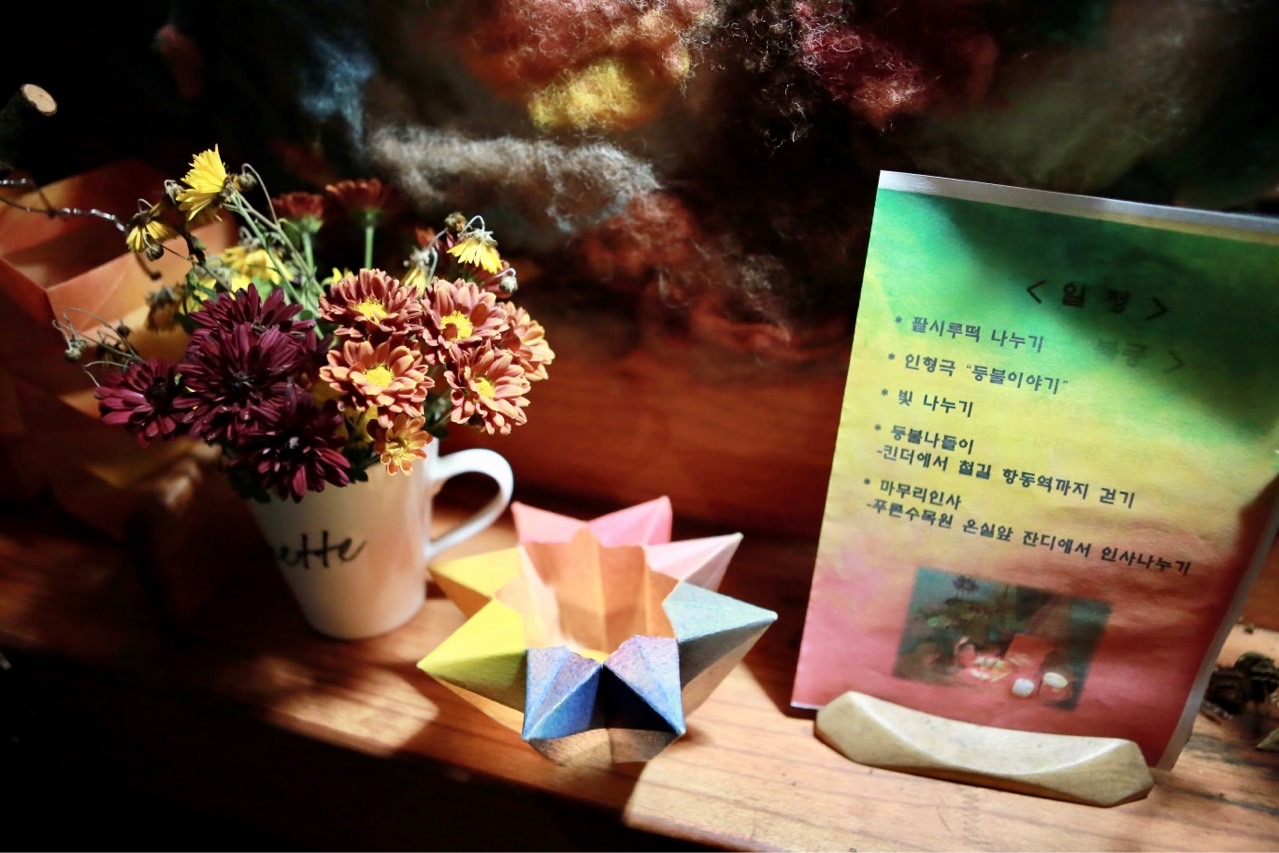 < 일 정 >
* 팥시루떡 나누기
* 인형극 "등불이야기"
* 빛 나누기
* 등불나들이
-킨더에서 철길 항동역까지 걷기
* 마무리인사
-푸른수목원 온실앞 잔디에서 인사나누기
ette